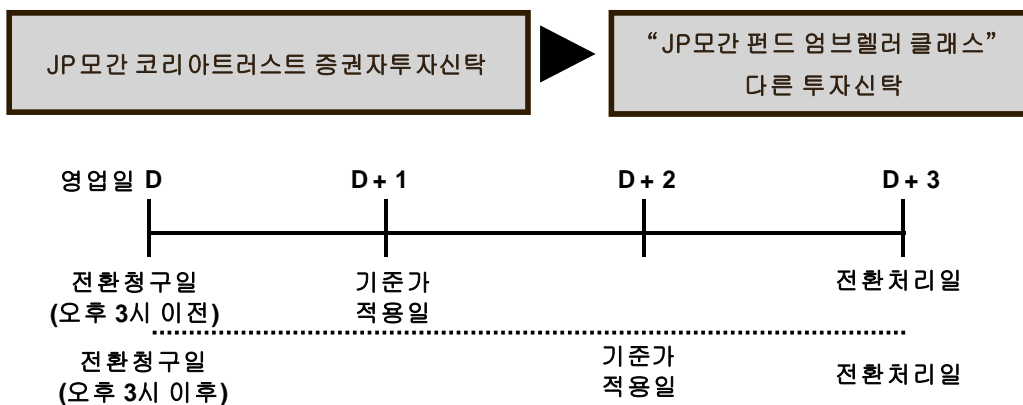 JP모간 코리아트러스트 증권자투자신탁
“JP모간 펀드 엄브렐러 클래스”
다른 투자신탁
영업일 D D+1 D+2 D+3
전환청구일 기준가 전환처리일
(오후 3시 이전) 적용일
전환청구일 기준가 전환처리일
(오후 3시 이후) 적용일